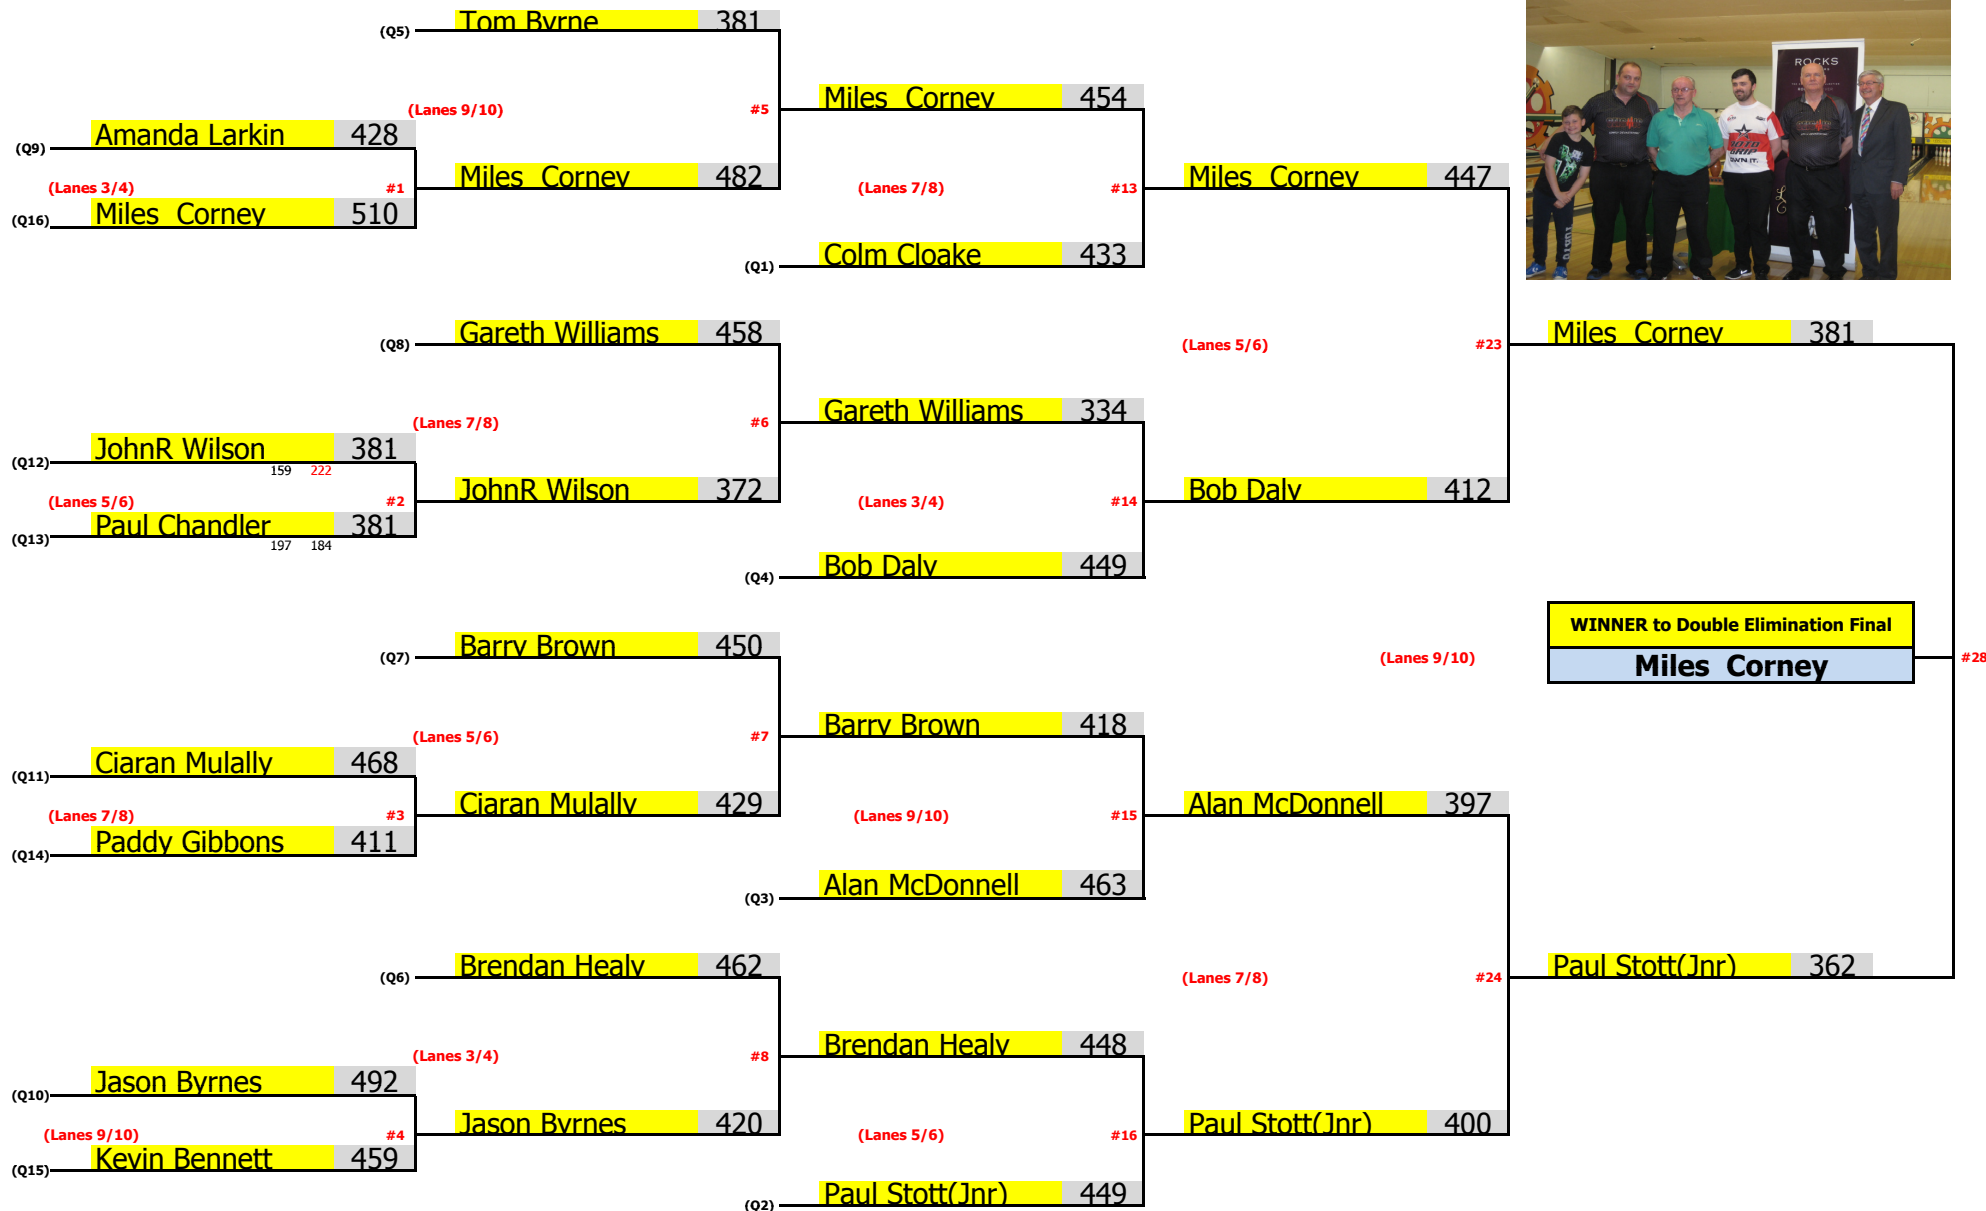 (Q5) Tom Byrne 381
(Lanes 9/10) #5
Miles Corney 454
(Q9) Amanda Larkin 428
(Lanes 3/4) #1
Miles Corney 482
(Q16) Miles Corney 510
(Lanes 7/8) #13
Miles Corney 447
(Q1) Colm Cloake 433
(Q8) Gareth Williams 458
(Lanes 5/6) #23
Miles Corney 381
(Lanes 7/8) #6
Gareth Williams 334
(Q12) JohnR Wilson 381
159 222
(Lanes 5/6) #2
JohnR Wilson 372
(Q13) Paul Chandler 381
197 184
(Lanes 3/4) #14
Bob Daly 412
(Q4) Bob Daly 449
WINNER to Double Elimination Final
Miles Corney
(Lanes 9/10) #28
(Q7) Barry Brown 450
(Lanes 5/6) #7
Barry Brown 418
(Q11) Ciaran Mulally 468
(Lanes 7/8) #3
Ciaran Mulally 429
(Q14) Paddy Gibbons 411
(Lanes 9/10) #15
Alan McDonnell 397
(Q3) Alan McDonnell 463
(Q6) Brendan Healy 462
(Lanes 7/8) #24
Paul Stott(Jnr) 362
(Lanes 3/4) #8
Brendan Healy 448
(Q10) Jason Byrnes 492
(Lanes 9/10) #4
Jason Byrnes 420
(Q15) Kevin Bennett 459
(Lanes 5/6) #16
Paul Stott(Jnr) 400
(Q2) Paul Stott(Jnr) 449
ROCKS
ROTO
GRIP
OWN IT.